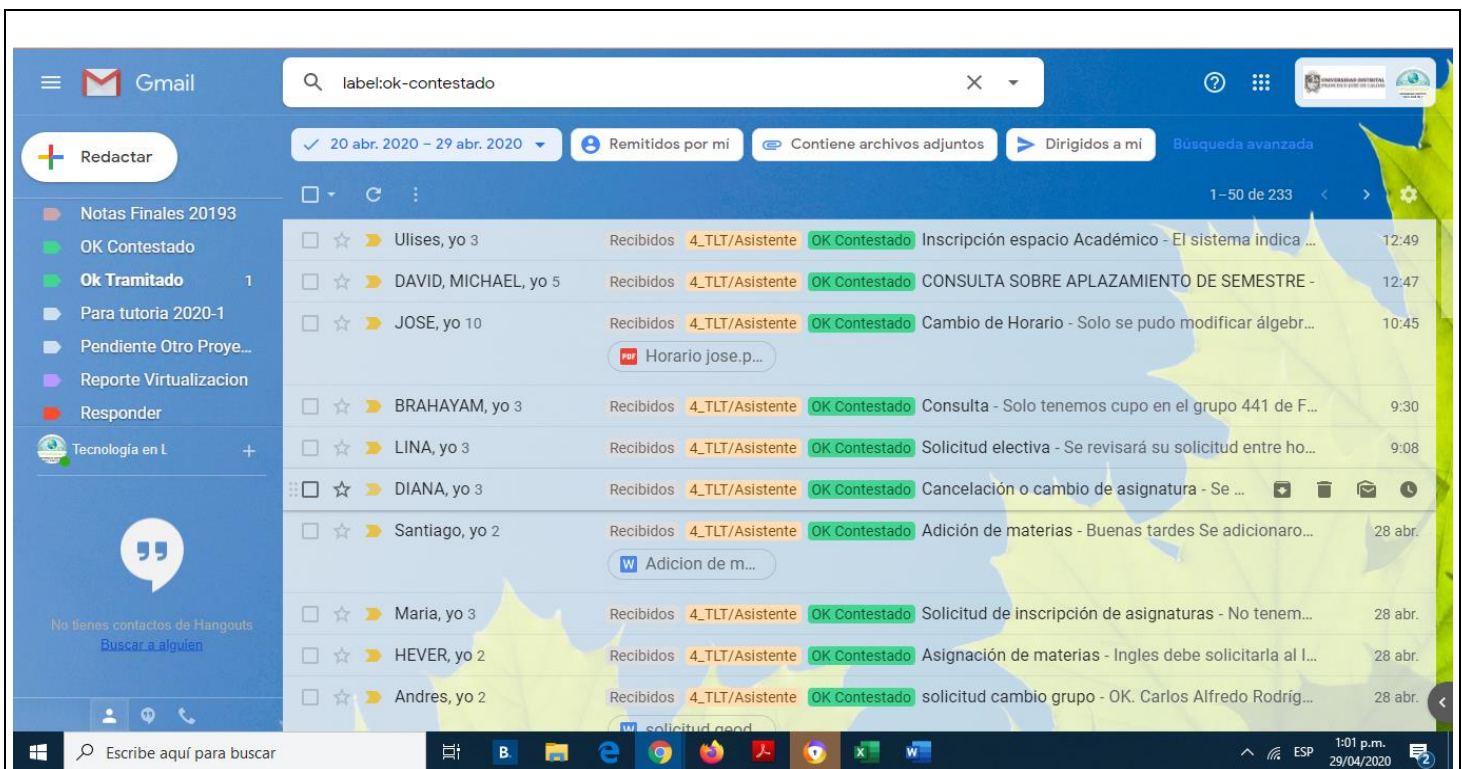 Gmail
label:ok-contestado
UNIVERSIDAD DISTRITAL
20 abr. 2020 – 29 abr. 2020
Remitidos por mí
Contiene archivos adjuntos
Dirigidos a mí
Búsqueda avanzada
Redactar
1–50 de 233
Notas Finales 20193
OK Contestado
Ok Tramitado 1
Para tutoria 2020-1
Pendiente Otro Proye...
Reporte Virtualizacion
Responder
Tecnología en L
No tienes contactos de Hangouts
Buscar a alguien
Ulises, yo 3 Recibidos 4_TLT/Asistente OK Contestado Inscripción espacio Académico - El sistema indica ... 12:49
DAVID, MICHAEL, yo 5 Recibidos 4_TLT/Asistente OK Contestado CONSULTA SOBRE APLAZAMIENTO DE SEMESTRE - 12:47
JOSE, yo 10 Recibidos 4_TLT/Asistente OK Contestado Cambio de Horario - Solo se pudo modificar álgebr... 10:45
PDF Horario jose.p...
BRAHAYAM, yo 3 Recibidos 4_TLT/Asistente OK Contestado Consulta - Solo tenemos cupo en el grupo 441 de F... 9:30
LINA, yo 3 Recibidos 4_TLT/Asistente OK Contestado Solicitud electiva - Se revisará su solicitud entre ho... 9:08
DIANA, yo 3 Recibidos 4_TLT/Asistente OK Contestado Cancelación o cambio de asignatura - Se ...
Santiago, yo 2 Recibidos 4_TLT/Asistente OK Contestado Adición de materias - Buenas tardes Se adicionaro... 28 abr.
W Adicion de m...
Maria, yo 3 Recibidos 4_TLT/Asistente OK Contestado Solicitud de inscripción de asignaturas - No tenem... 28 abr.
HEVER, yo 2 Recibidos 4_TLT/Asistente OK Contestado Asignación de materias - Ingles debe solicitarla al I... 28 abr.
Andres, yo 2 Recibidos 4_TLT/Asistente OK Contestado solicitud cambio grupo - OK. Carlos Alfredo Rodríg... 28 abr.
W solicitud geod
Escribe aquí para buscar
B.
ESP
1:01 p.m.
29/04/2020
2